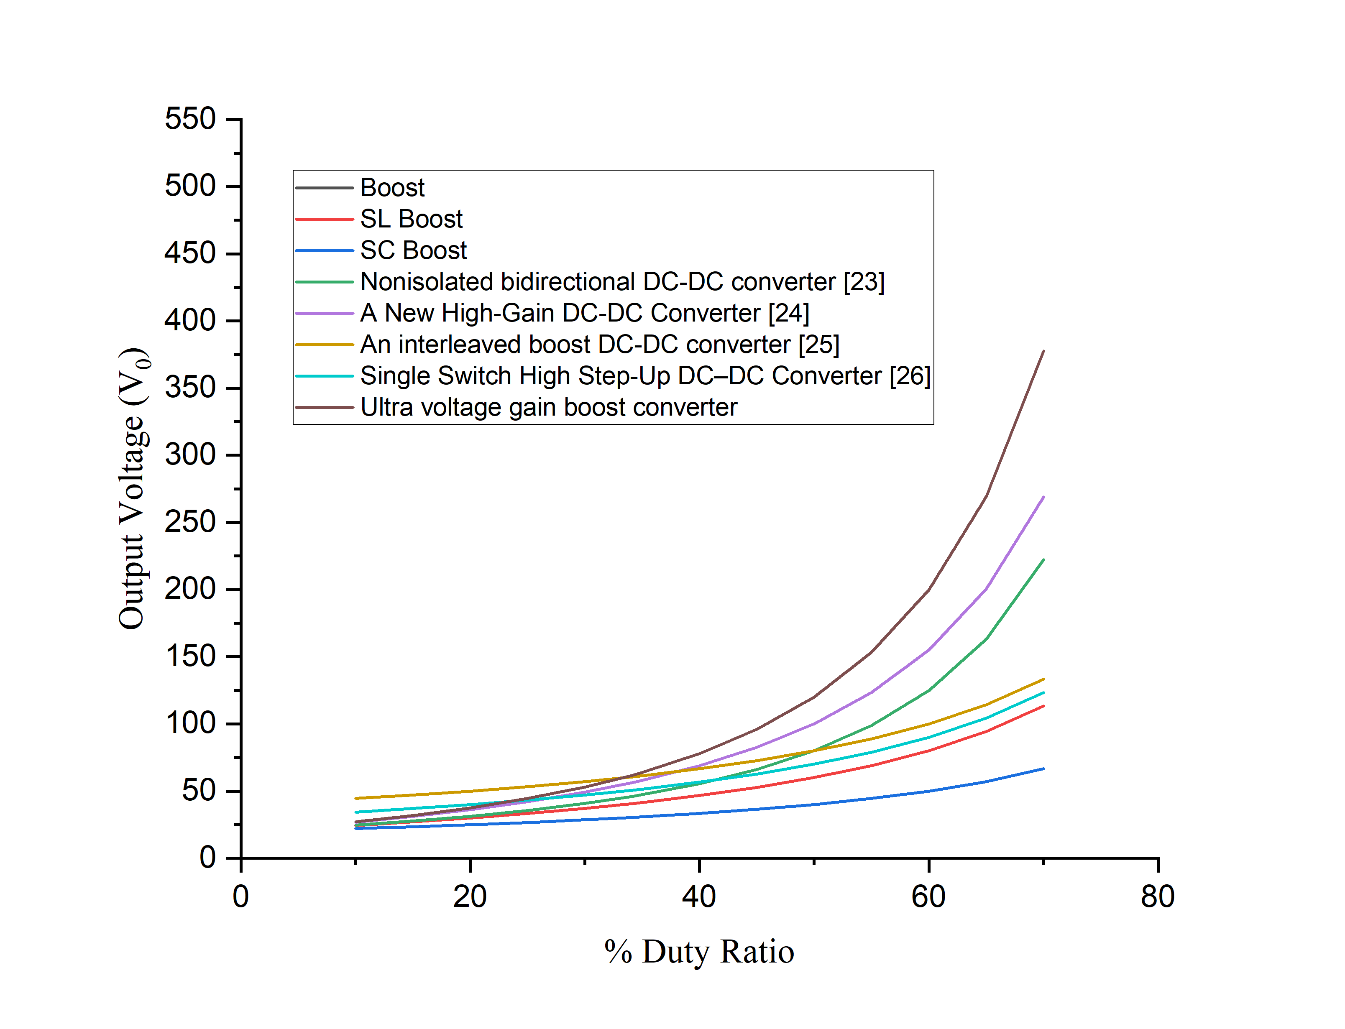 550
500
450
400
350
300
250
200
150
100
50
0
Output Voltage (V0)
Boost
SL Boost
SC Boost
Nonisolated bidirectional DC-DC converter [23]
A New High-Gain DC-DC Converter [24]
An interleaved boost DC-DC converter [25]
Single Switch High Step-Up DC–DC Converter [26]
Ultra voltage gain boost converter
0 20 40 60 80
% Duty Ratio